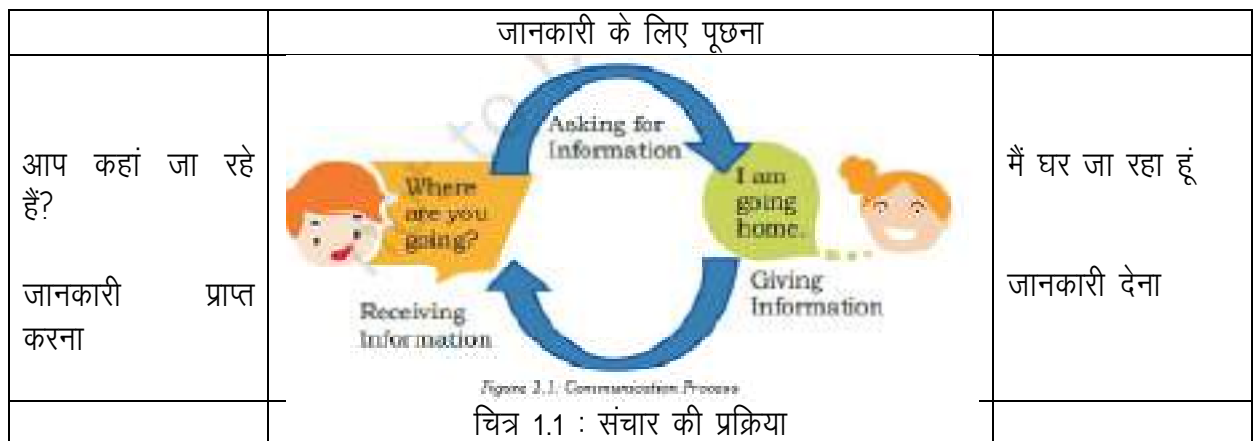 जानकारी के लिए पूछना
आप कहां जा रहे
हैं?
जानकारी प्राप्त
करना
Asking for
Information
Where
are you
going?
I am
going
home.
Receiving
Information
Giving
Information
Figure 1.1: Communication Process
मैं घर जा रहा हूं
जानकारी देना
चित्र 1.1 : संचार की प्रक्रिया